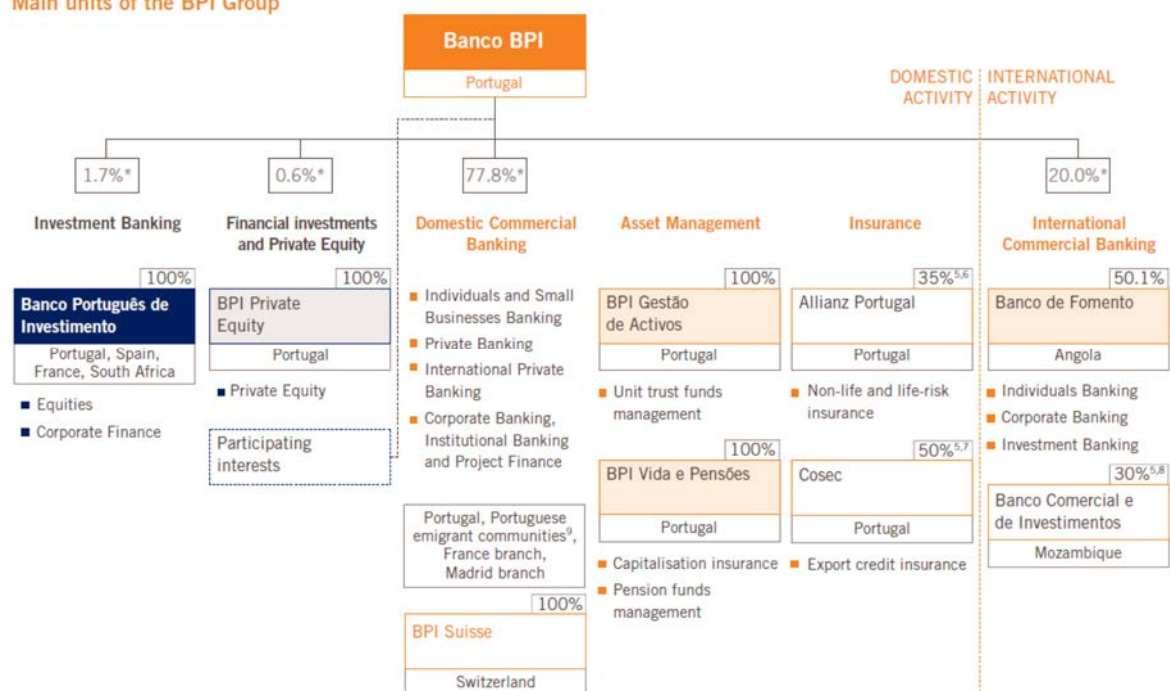 Main units of the BPI Group
Banco BPI
Portugal
DOMESTIC
ACTIVITY
INTERNATIONAL
ACTIVITY
1.7%*
0.6%*
77.8%*
20.0%*
Investment Banking
100%
Banco Português de
Investimento
Portugal, Spain,
France, South Africa
Equities
Corporate Finance
Financial investments
and Private Equity
100%
BPI Private
Equity
Portugal
Private Equity
Participating
interests
Domestic Commercial
Banking
Individuals and Small
Businesses Banking
Private Banking
International Private
Banking
Corporate Banking,
Institutional Banking
and Project Finance
Portugal, Portuguese
emigrant communities9,
France branch,
Madrid branch
100%
BPI Suisse
Switzerland
Asset Management
100%
BPI Gestão
de Activos
Portugal
Unit trust funds
management
100%
BPI Vida e Pensões
Portugal
Capitalisation insurance
Pension funds
management
Insurance
35%5,6
Allianz Portugal
Portugal
Non-life and life-risk
insurance
50%5,7
Cosec
Portugal
Export credit insurance
International
Commercial Banking
50.1%
Banco de Fomento
Angola
Individuals Banking
Corporate Banking
Investment Banking
30%5,8
Banco Comercial e
de Investimentos
Mozambique